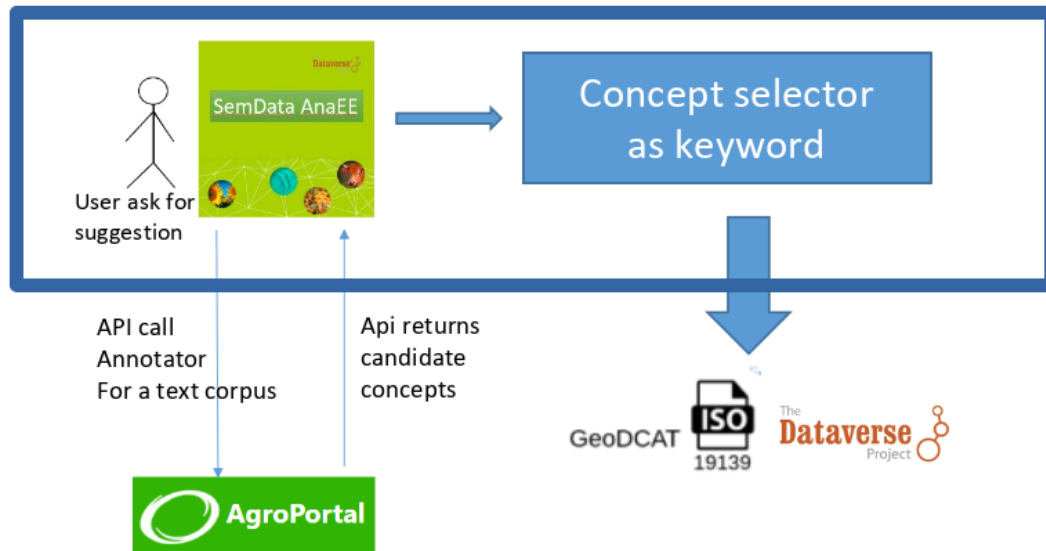 Dataverse
Project
SemData AnaEE
Concept selector
as keyword
User ask for
suggestion
API call
Annotator
For a text corpus
Api returns
candidate
concepts
GeoDCAT
ISO
19139
The
Dataverse
Project
AgroPortal